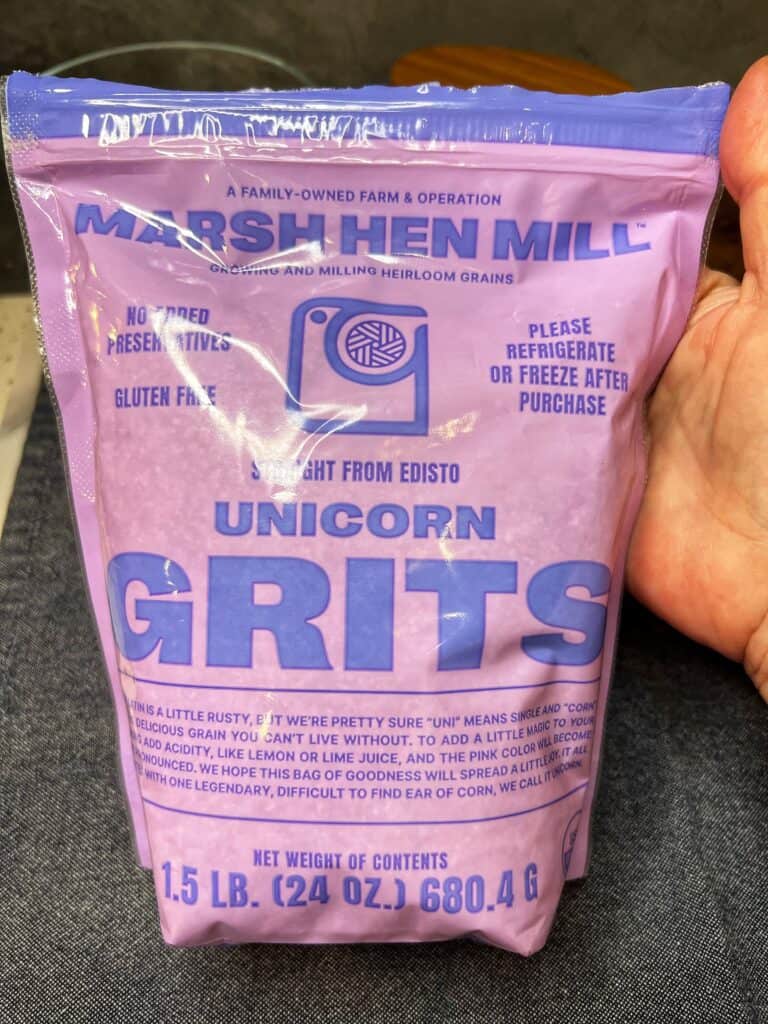 A FAMILY-OWNED FARM & OPERATION
MARSH HEN MILL™
GROWING AND MILLING HEIRLOOM GRAINS
NO ADDED
PRESERVATIVES
GLUTEN FREE
PLEASE
REFRIGERATE
OR FREEZE AFTER
PURCHASE
STRAIGHT FROM EDISTO
UNICORN
GRITS
IS A LITTLE RUSTY, BUT WE'RE PRETTY SURE "UNI" MEANS SINGLE AND "CORN"
DELICIOUS GRAIN YOU CAN'T LIVE WITHOUT. TO ADD A LITTLE MAGIC TO YOUR
ADD ACIDITY, LIKE LEMON OR LIME JUICE, AND THE PINK COLOR WILL BECOME
WE HOPE THIS BAG OF GOODNESS WILL SPREAD A LITTLE JOY. IT ALL
WITH ONE LEGENDARY, DIFFICULT TO FIND EAR OF CORN, WE CALL IT UNICORN.
NET WEIGHT OF CONTENTS
1.5 LB. (24 OZ.) 680.4 G